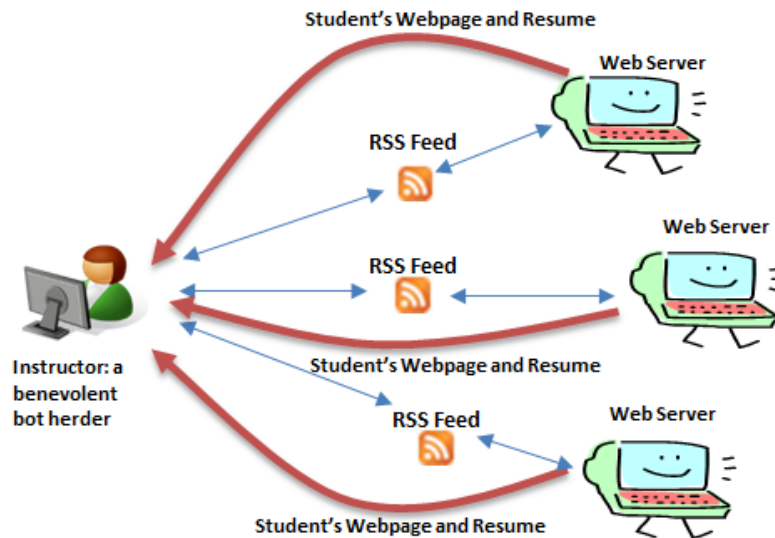 Student's Webpage and Resume
Web Server
RSS Feed
Web Server
RSS Feed
Instructor: a
benevolent
bot herder
Student's Webpage and Resume
RSS Feed
Web Server
Student's Webpage and Resume